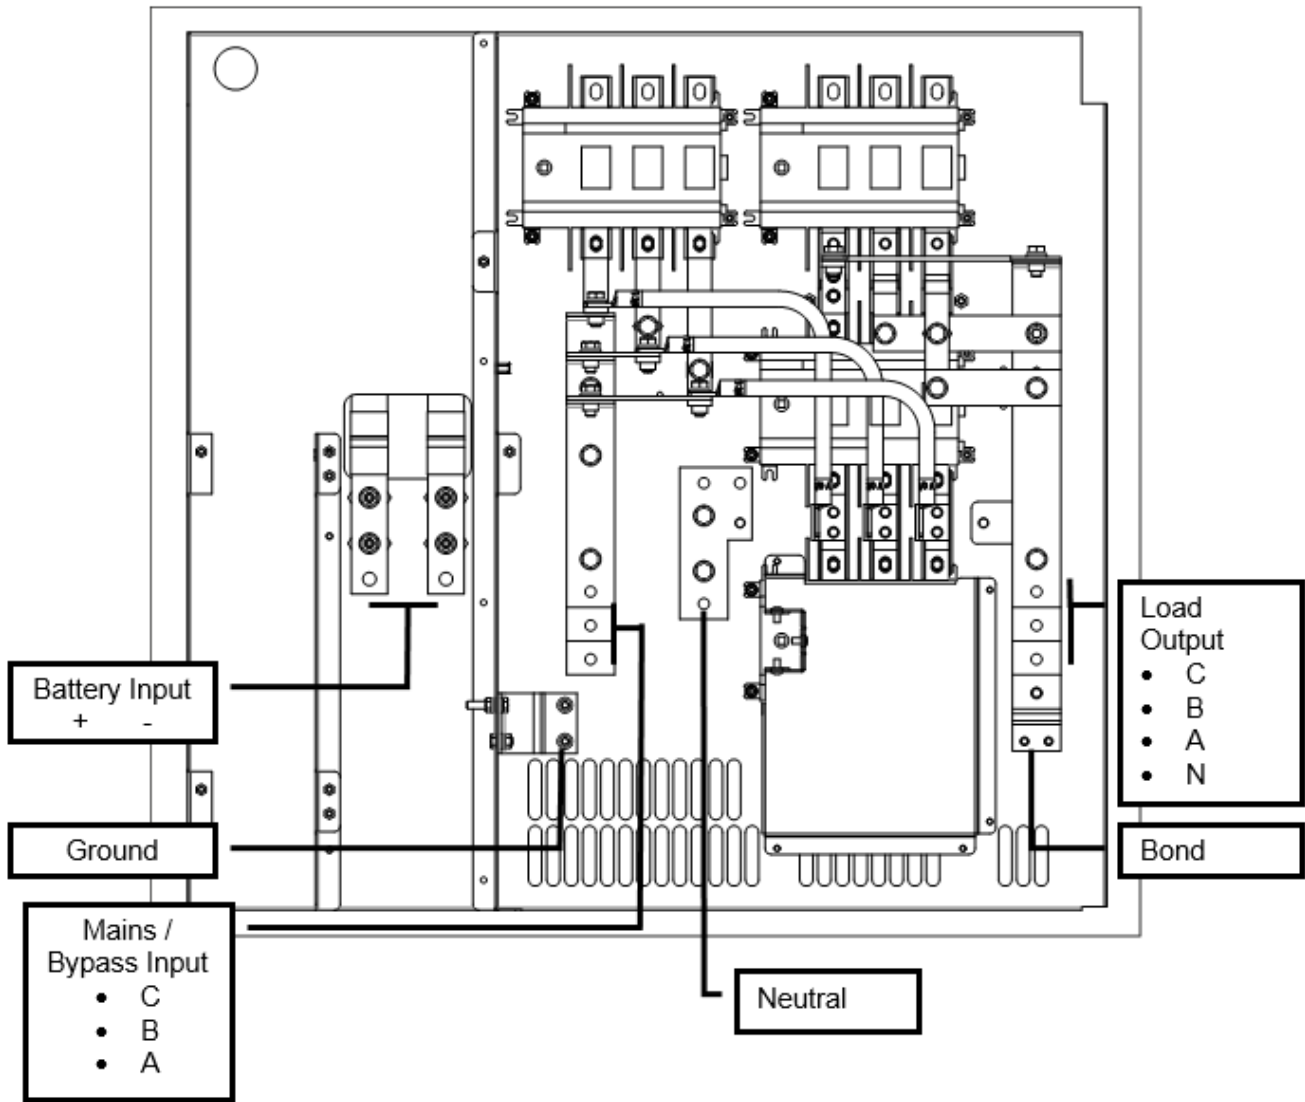 Battery Input
+ -
Ground
Mains /
Bypass Input
• C
• B
• A
Neutral
Load
Output
• C
• B
• A
• N
Bond